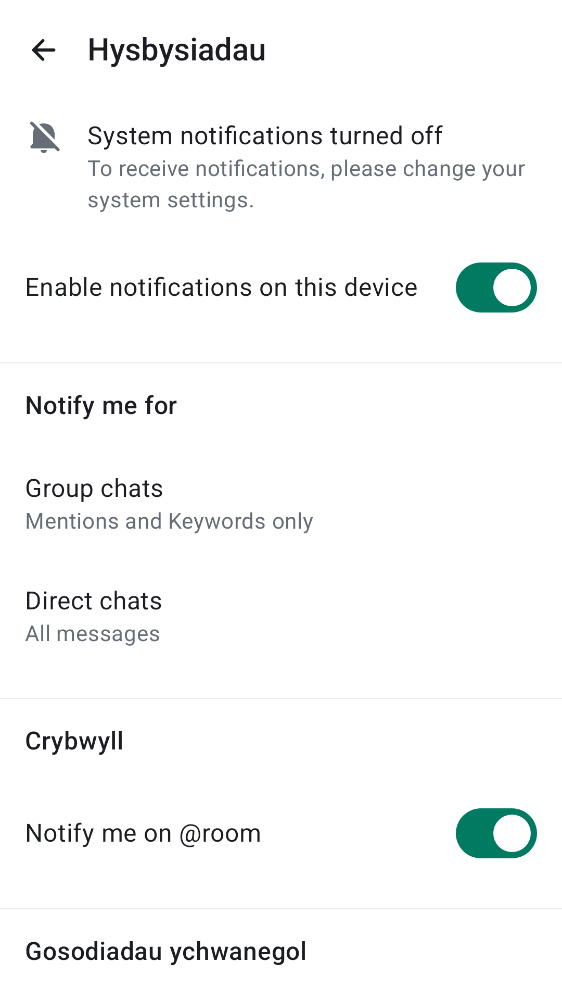 Hysbysiadau
System notifications turned off
To receive notifications, please change your
system settings.
Enable notifications on this device
Notify me for
Group chats
Mentions and Keywords only
Direct chats
All messages
Crybwyll
Notify me on @room
Gosodiadau ychwanegol